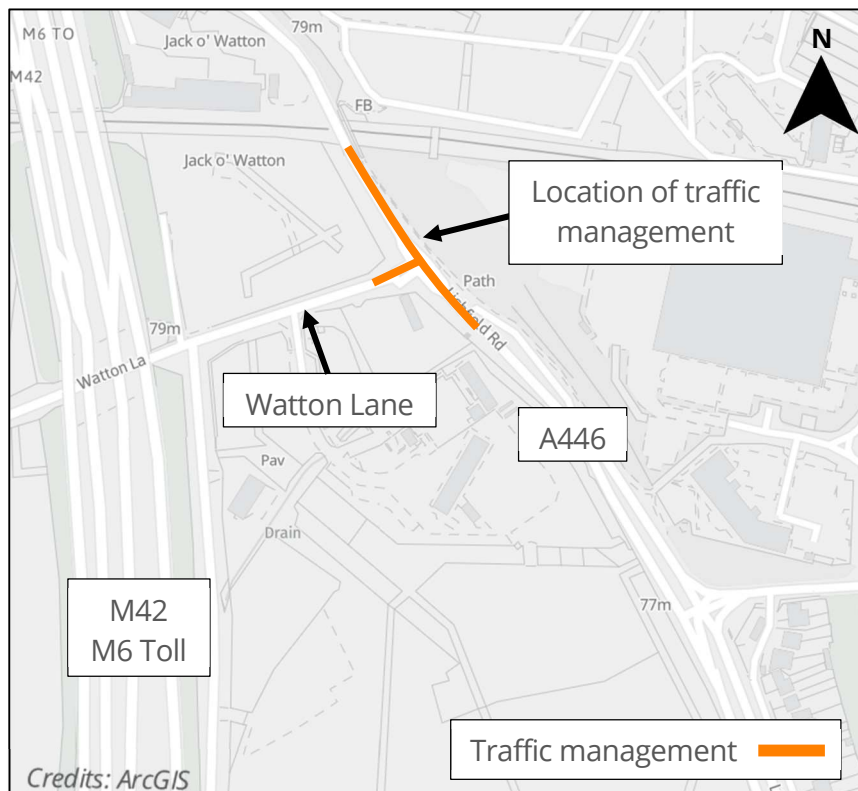 M6 TO
M42
Jack o' Watton
79m
N
FB
Jack o' Watton
Location of traffic
management
Path
Lichfield Rd
79m
Watton La
Watton Lane
A446
Pav
Drain
M42
M6 Toll
77m
Traffic management
Credits: ArcGIS